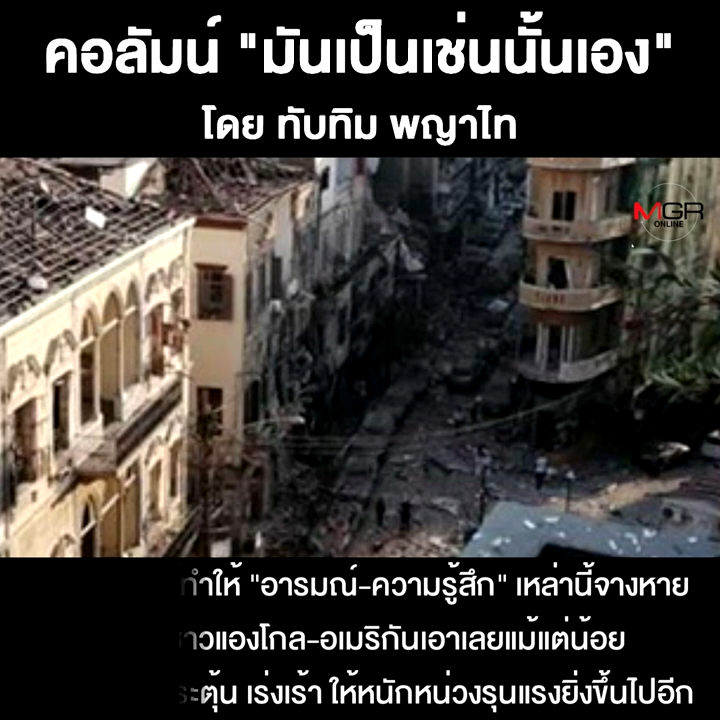 คอลัมน์ "มันเป็นเช่นนั้นเอง"
โดย ทับทิม พญาไท
MGR
ONLINE
ทำให้ "อารมณ์-ความรู้สึก" เหล่านี้จางหาย
แองโกล-อเมริกันเอาเลยแม้แต่น้อย
เร่งเร้า ให้หนักหน่วงรุนแรงยิ่งขึ้นไปอีก